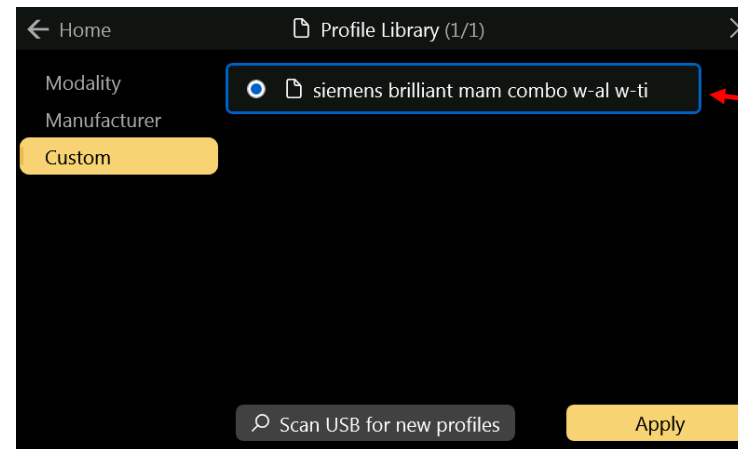 Home
Profile Library (1/1)
Modality
Manufacturer
Custom
siemens brilliant mam combo w-al w-ti
Scan USB for new profiles
Apply